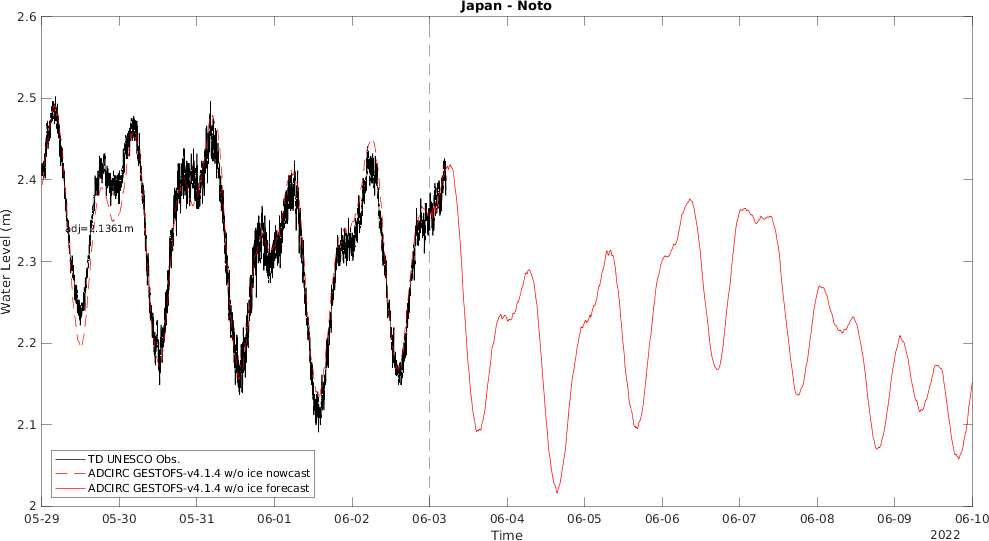 Japan - Noto
2.6
2.5
2.4
2.3
2.2
2.1
2
Water Level (m)
adj=2.1361m
TD UNESCO Obs.
ADCIRC GESTOFS-v4.1.4 w/o ice nowcast
ADCIRC GESTOFS-v4.1.4 w/o ice forecast
05-29 05-30 05-31 06-01 06-02 06-03 06-04 06-05 06-06 06-07 06-08 06-09 06-10
Time
2022